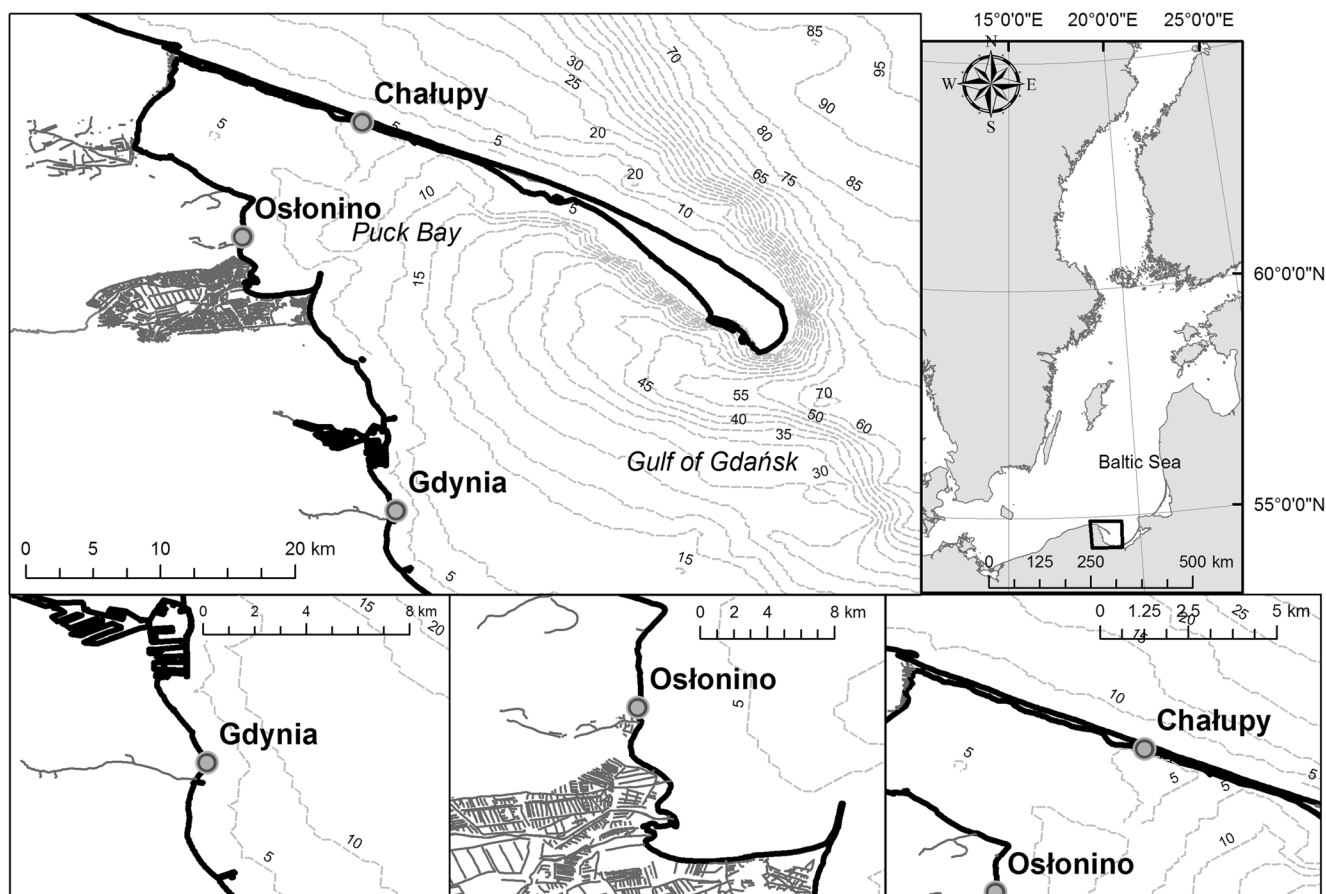 Chałupy
Osłonino
Puck Bay
Gdynia
Gulf of Gdańsk
85
95
90
70
30
25
80
20
5
5
5
65
75
85
20
10
10
5
15
45
55
70
50
60
40
35
30
15
5
0 5 10 20 km
15°0'0"E 20°0'0"E 25°0'0"E
N
W E
S
60°0'0"N
Baltic Sea
55°0'0"N
0 125 250 500 km
0 2 4 8 km
15
20
Gdynia
10
5
0 2 4 8 km
Osłonino
5
0 1.25 2.5 5 km
25
20
15
10
Chałupy
5
5
5
5
10
Osłonino